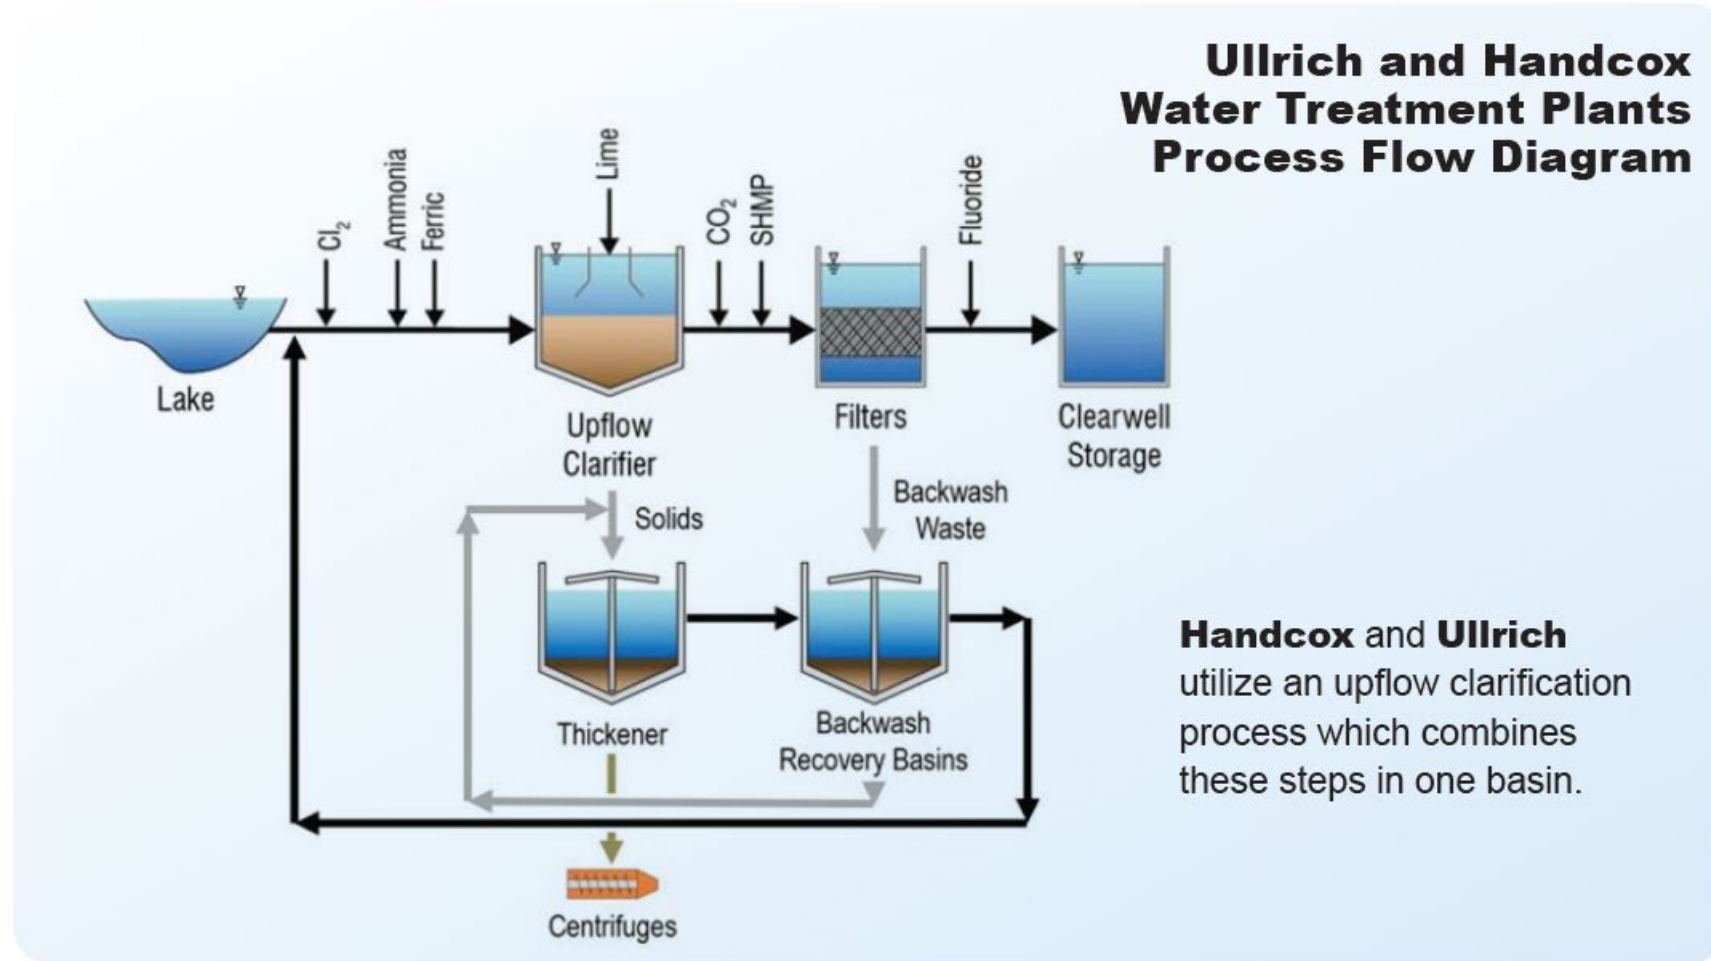 Ullrich and Handcox
Water Treatment Plants
Process Flow Diagram
Lime
Ammonia
Ferric
Cl₂
CO₂
SHMP
Fluoride
Lake
Upflow
Clarifier
Filters
Clearwell
Storage
Solids
Backwash
Waste
Thickener
Backwash
Recovery Basins
Centrifuges
Handcox and Ullrich
utilize an upflow clarification
process which combines
these steps in one basin.